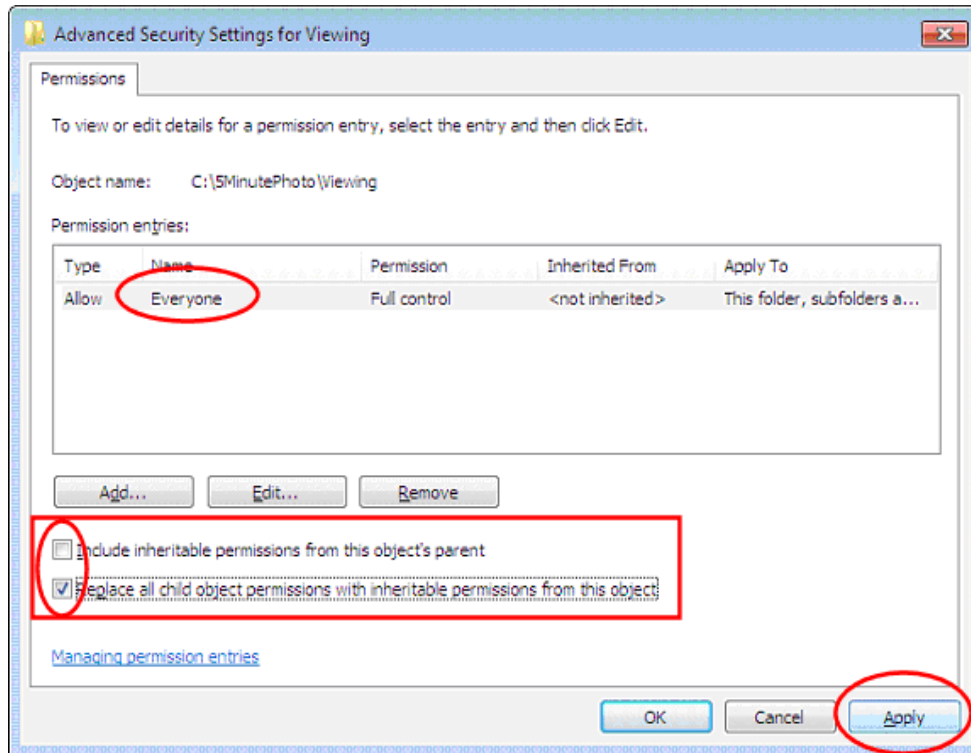 Advanced Security Settings for Viewing
Permissions
To view or edit details for a permission entry, select the entry and then click Edit.
Object name: C:\5MinutePhoto\Viewing
Permission entries:
Type Name Permission Inherited From Apply To
Allow Everyone Full control <not inherited> This folder, subfolders a...
Add... Edit... Remove
Include inheritable permissions from this object's parent
Replace all child object permissions with inheritable permissions from this object
Managing permission entries
OK Cancel Apply